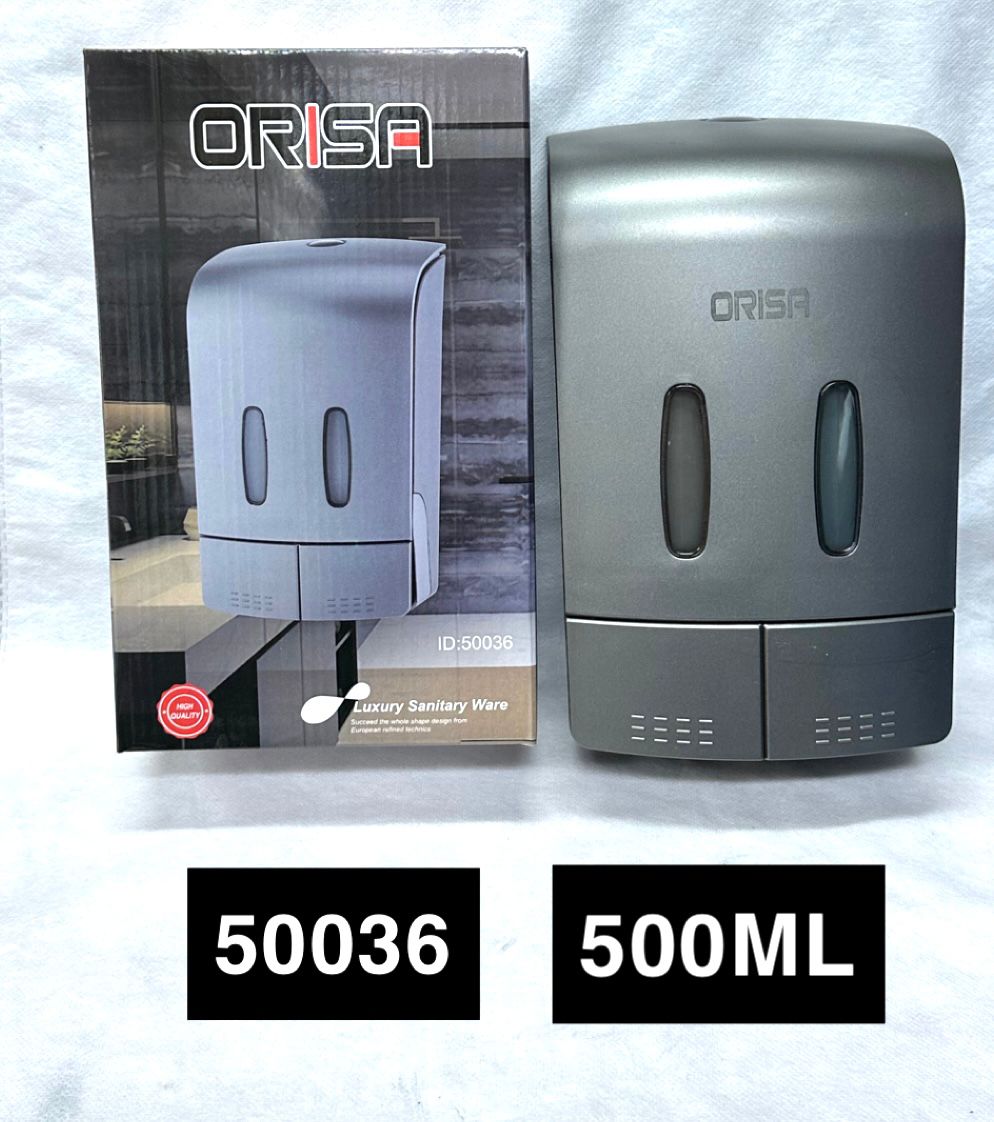 ORISA
ORISA
ID:50036
HIGH
QUALITY
Luxury Sanitary Ware
Succeed the whole shape design from
European refined technics
50036
500ML